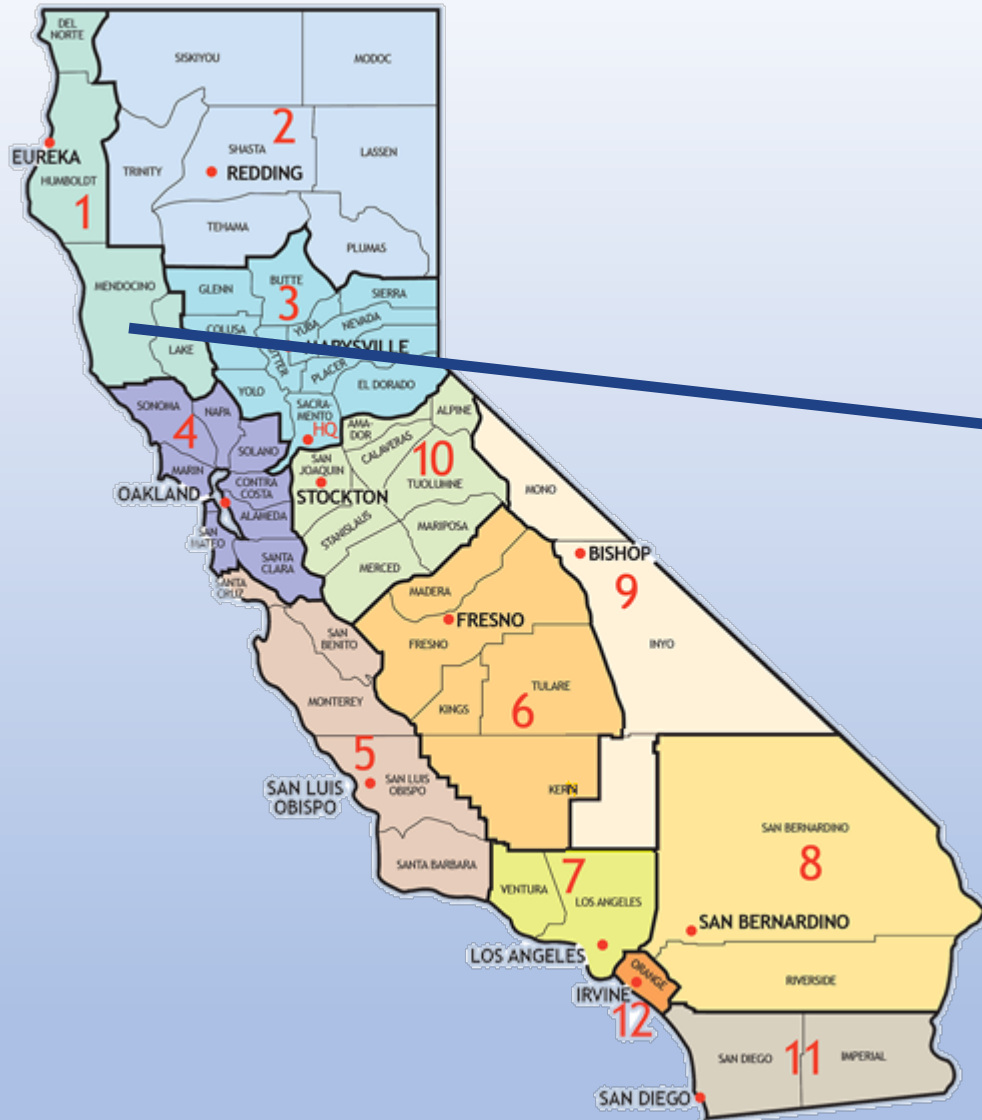 DEL
NORTE
SISKIYOU
MODOC
2
SHASTA
LASSEN
EUREKA
TRINITY
REDDING
HUMBOLDT
1
TEHAMA
PLUMAS
MENDOCINO
GLENN
BUTTE
3
SIERRA
COLUSA
YUBA
NEVADA
LAKE
PLACER
YOLO
EL DORADO
SONOMA
NAPA
SACRA-
MENTO
HQ
AMA-
DOR
ALPINE
4
SOLANO
CALAVERAS
10
MARIN
SAN
JOAQUIN
TUOLUMNE
OAKLAND
CONTRA
COSTA
STOCKTON
MONO
ALAMEDA
STANISLAUS
MARIPOSA
SAN
MATEO
SANTA
CLARA
MERCED
BISHOP
9
SANTA
CRUZ
MADERA
FRESNO
SAN
BENITO
FRESNO
INYO
MONTEREY
KINGS
TULARE
6
5
SAN LUIS
OBISPO
SAN LUIS
OBISPO
KERN
SAN BERNARDINO
8
SANTA BARBARA
VENTURA
7
LOS ANGELES
SAN BERNARDINO
LOS ANGELES
ORANGE
RIVERSIDE
IRVINE
12
SAN DIEGO
11
IMPERIAL
SAN DIEGO